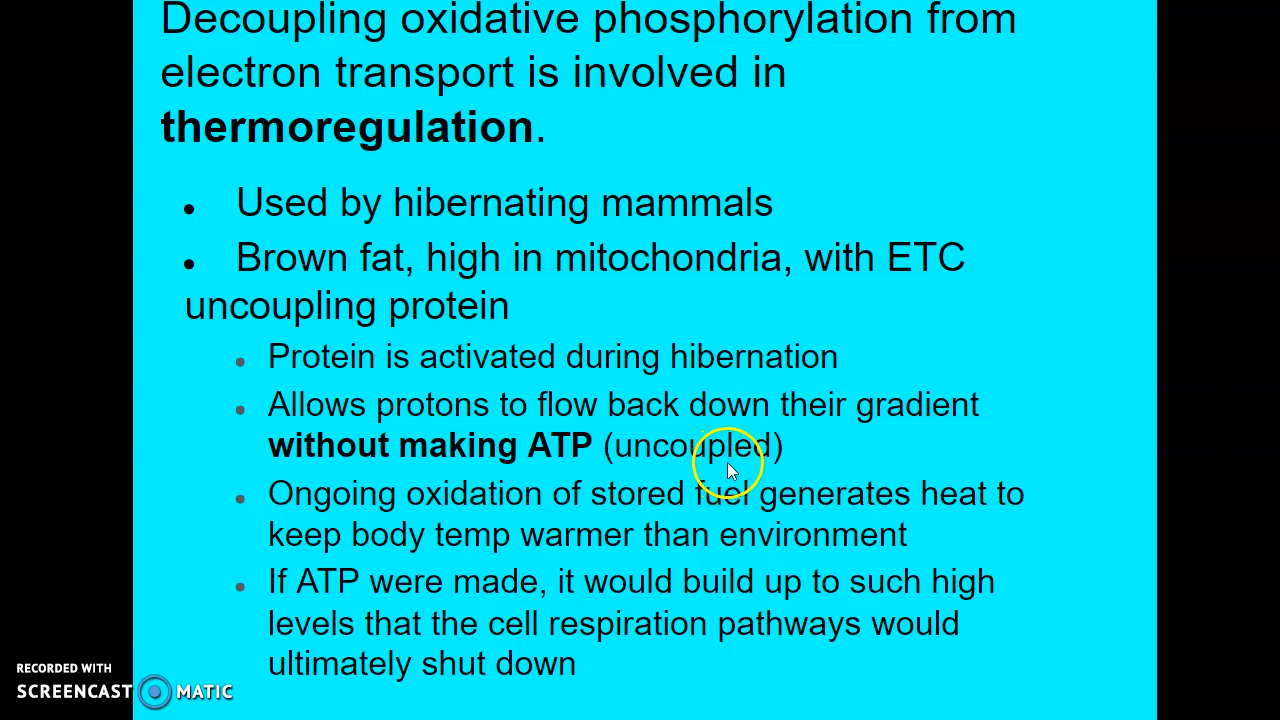 Decoupling oxidative phosphorylation from
electron transport is involved in
thermoregulation.
• Used by hibernating mammals
• Brown fat, high in mitochondria, with ETC
uncoupling protein
• Protein is activated during hibernation
• Allows protons to flow back down their gradient
without making ATP (uncoupled)
• Ongoing oxidation of stored fuel generates heat to
keep body temp warmer than environment
• If ATP were made, it would build up to such high
levels that the cell respiration pathways would
ultimately shut down
RECORDED WITH
SCREENCAST MATIC